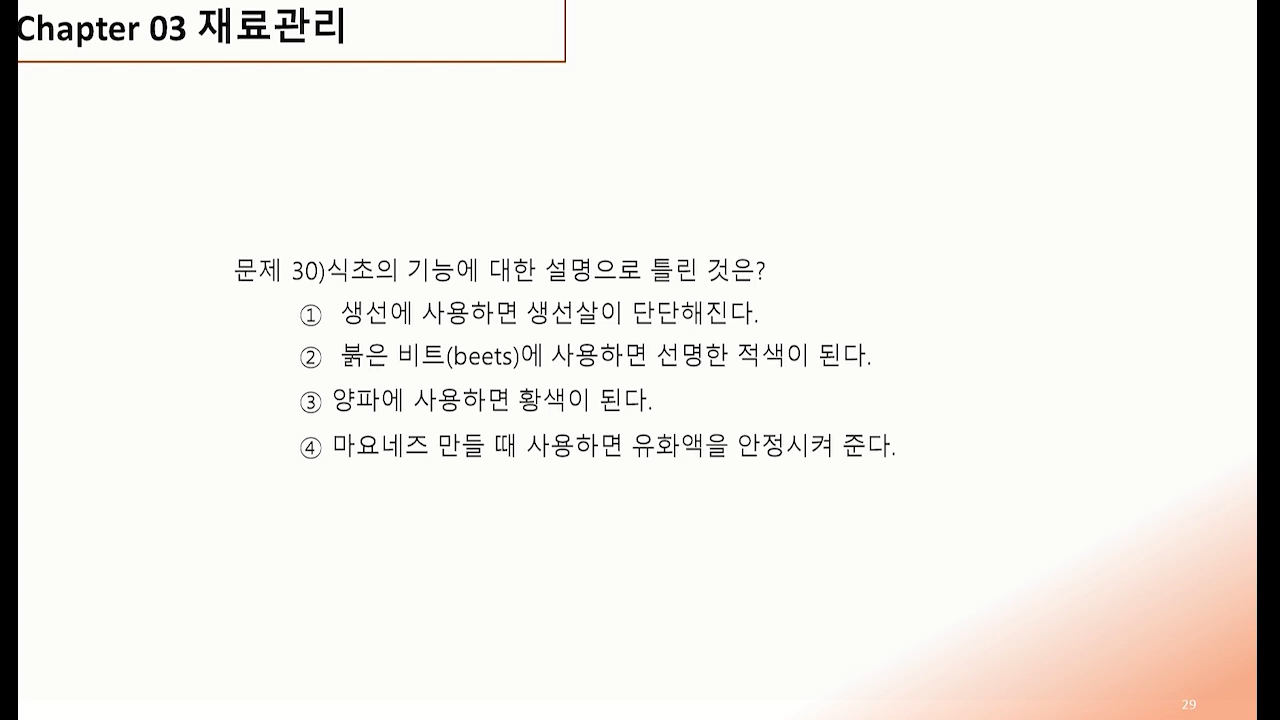 Chapter 03 재료관리
문제 30)식초의 기능에 대한 설명으로 틀린 것은?
① 생선에 사용하면 생선살이 단단해진다.
② 붉은 비트(beets)에 사용하면 선명한 적색이 된다.
③ 양파에 사용하면 황색이 된다.
④ 마요네즈 만들 때 사용하면 유화액을 안정시켜 준다.
29